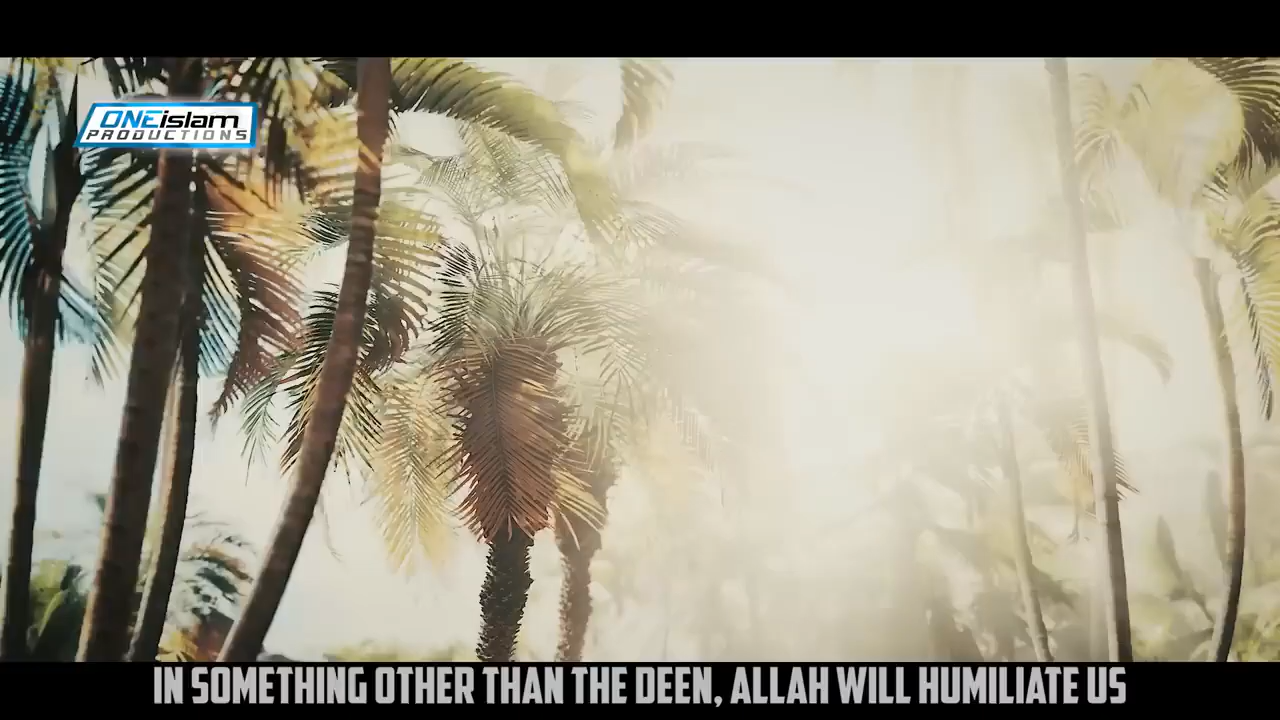 ONEislam
PRODUCTIONS
IN SOMETHING OTHER THAN THE DEEN, ALLAH WILL HUMILIATE US